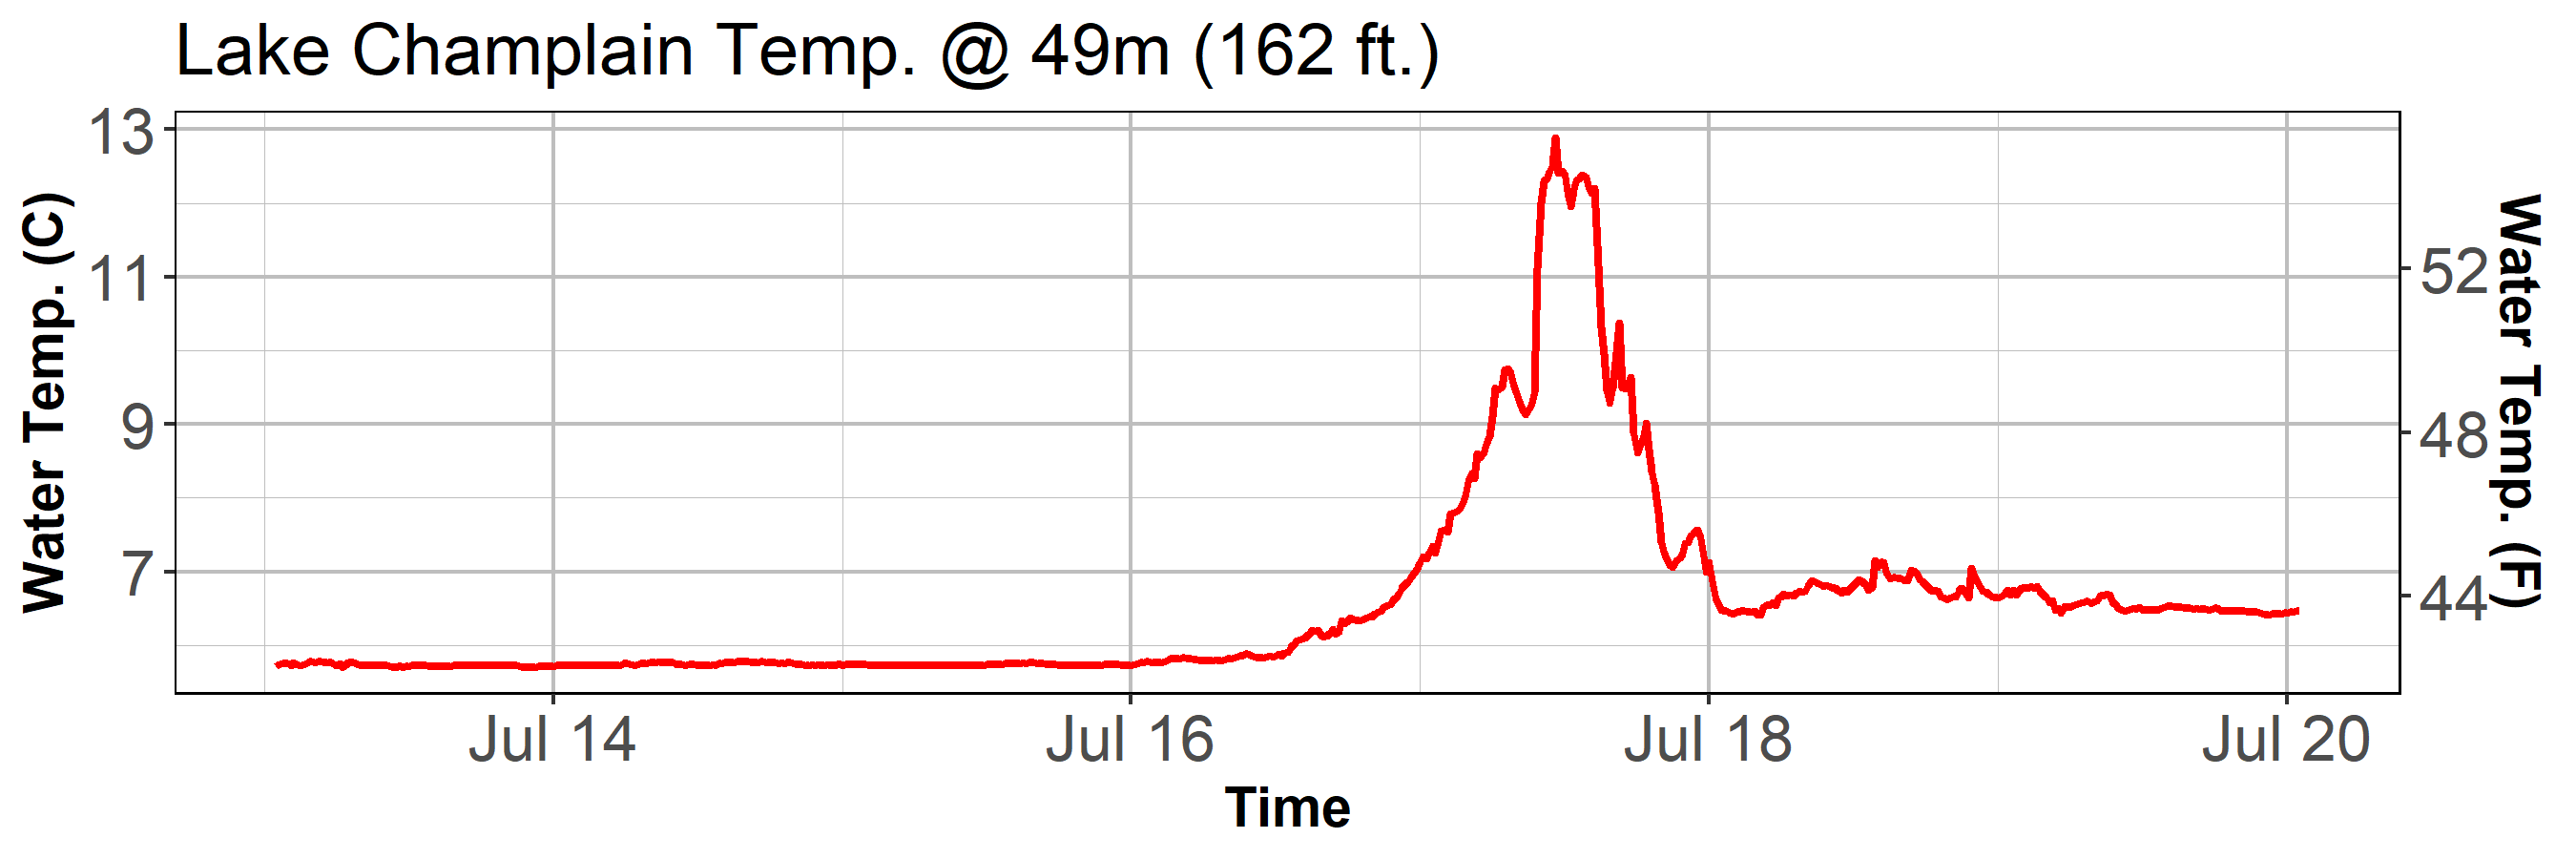 Lake Champlain Temp. @ 49m (162 ft.)
Water Temp. (C)
13
11
9
7
52
48
44
Water Temp. (F)
Jul 14
Jul 16
Jul 18
Jul 20
Time